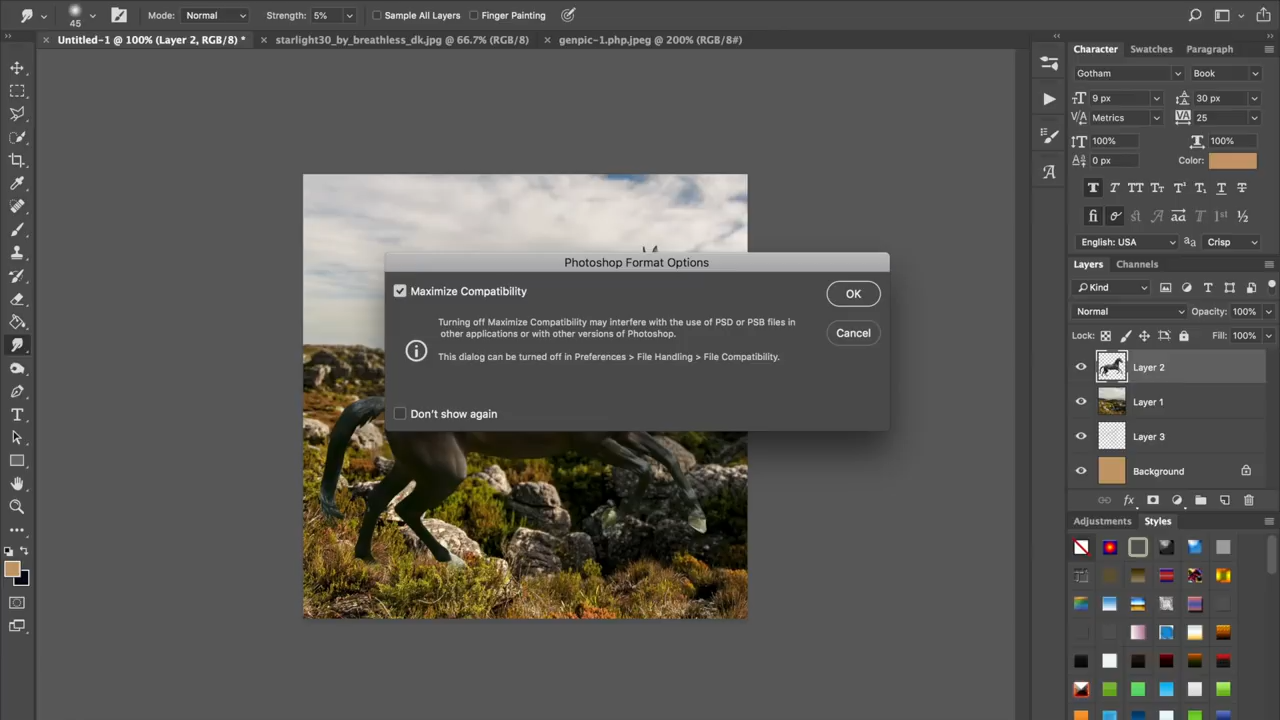 45
Mode: Normal
Strength: 5%
Sample All Layers
Finger Painting
Untitled-1 @ 100% (Layer 2, RGB/8) *
starlight30_by_breathless_dk.jpg @ 66.7% (RGB/8)
genpic-1.php.jpeg @ 200% (RGB/8#)
Character Swatches Paragraph
Gotham Book
9 px 30 px
Metrics 25
100% 100%
0 px Color:
English: USA Crisp
Photoshop Format Options
Maximize Compatibility
OK
Turning off Maximize Compatibility may interfere with the use of PSD or PSB files in
other applications or with other versions of Photoshop.
Cancel
This dialog can be turned off in Preferences > File Handling > File Compatibility.
Don't show again
Layers Channels
Kind
Normal Opacity: 100%
Lock: Fill: 100%
Layer 2
Layer 1
Layer 3
Background
fx
Adjustments Styles